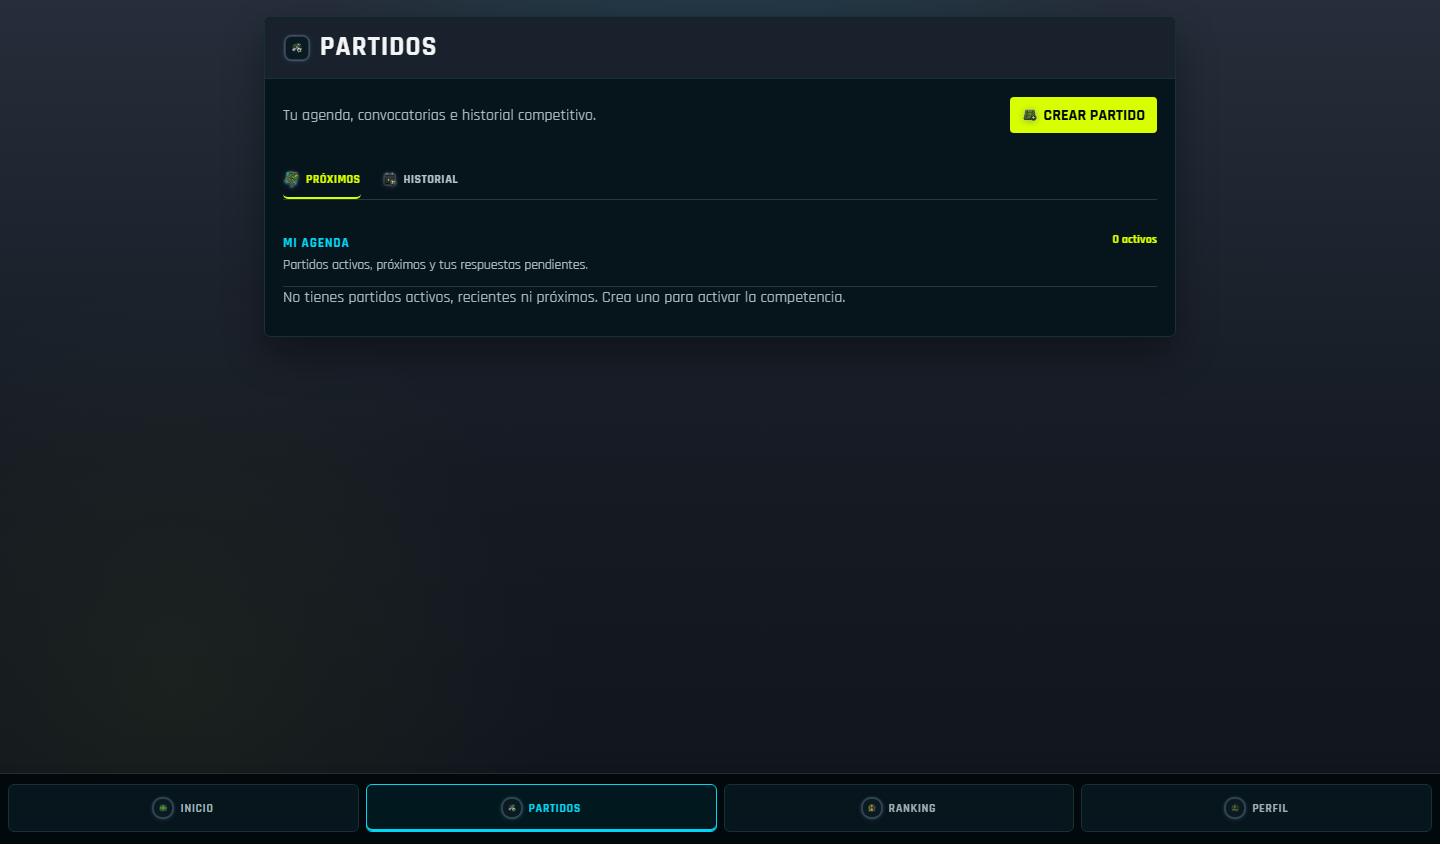 PARTIDOS
Tu agenda, convocatorias e historial competitivo.
CREAR PARTIDO
PRÓXIMOS
HISTORIAL
MI AGENDA
0 activos
Partidos activos, próximos y tus respuestas pendientes.
No tienes partidos activos, recientes ni próximos. Crea uno para activar la competencia.
INICIO
PARTIDOS
RANKING
PERFIL